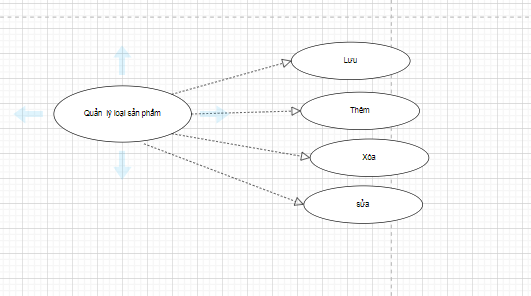 Lưu
Quản lý loại sản phẩm
Thêm
Xóa
sửa